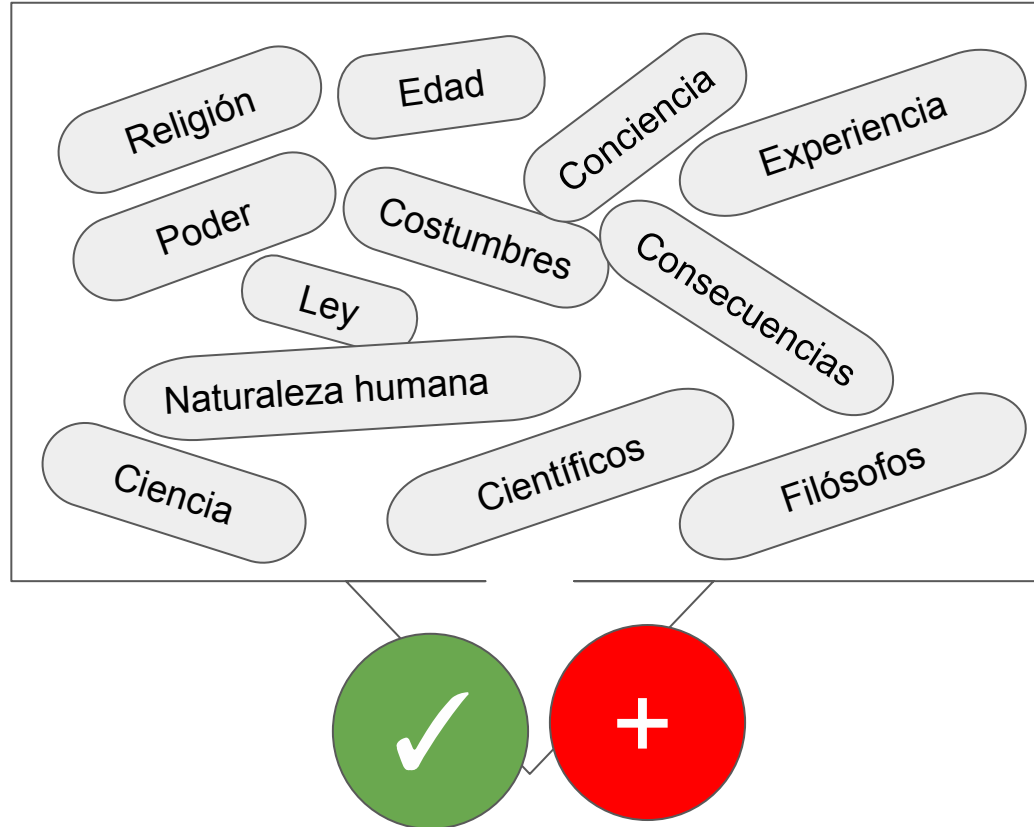 Religión
Edad
Conciencia
Experiencia
Poder
Costumbres
Consecuencias
Ley
Naturaleza humana
Ciencia
Científicos
Filósofos
✓
+